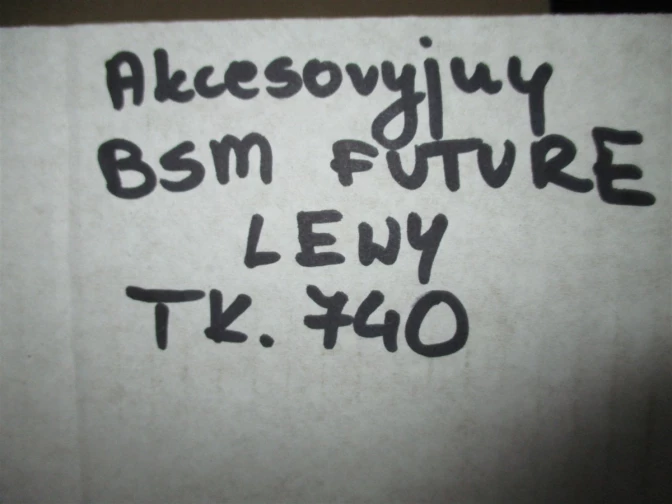 Akcesoryjny
BSM FUTURE
LEWY
TK. 740